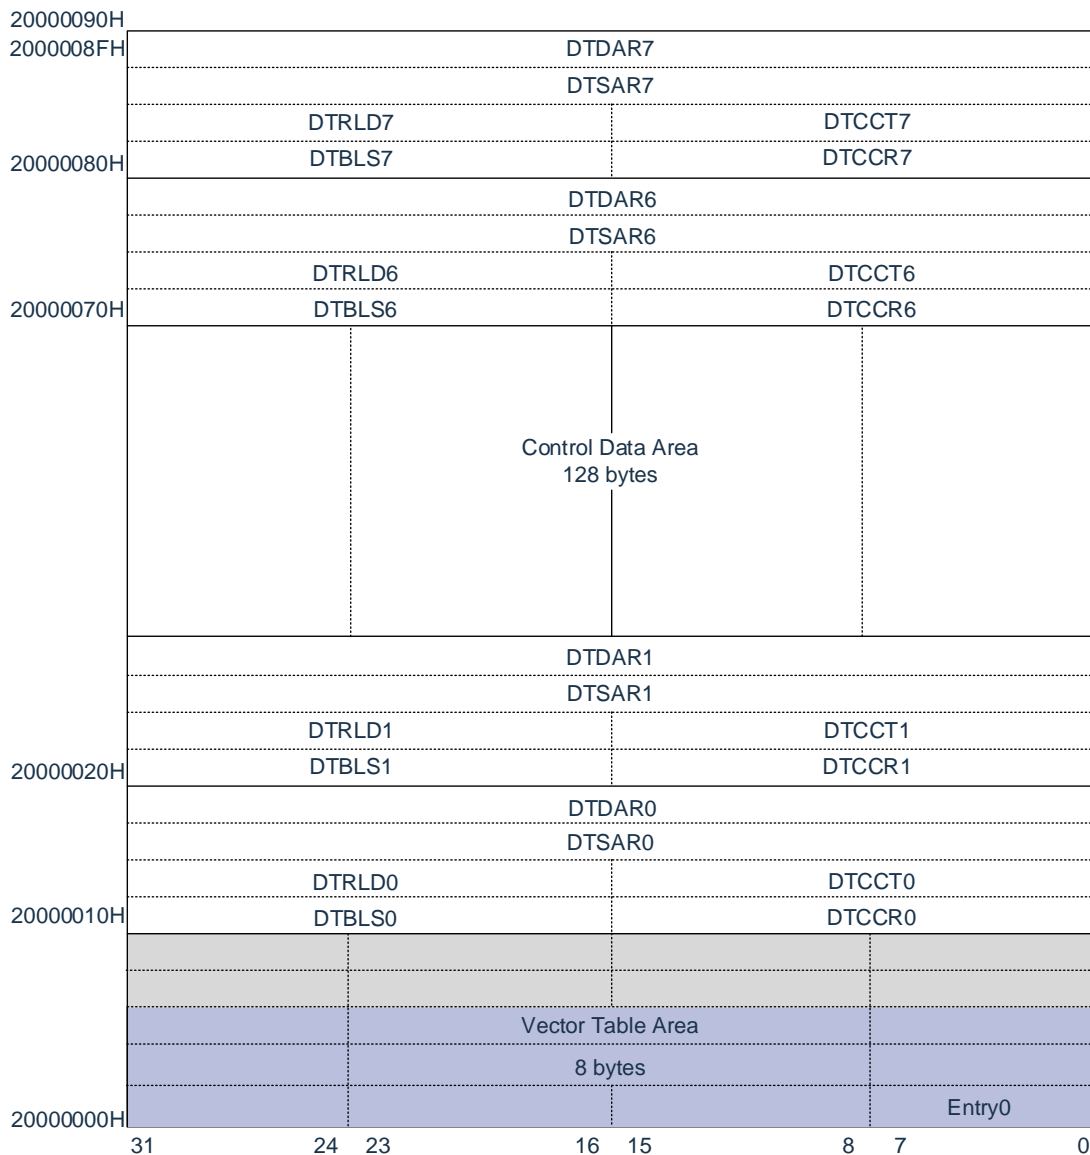 20000090H
2000008FH DTDAR7
DTSAR7
DTRLD7 DTCCT7
20000080H DTBLS7 DTCCR7
DTDAR6
DTSAR6
DTRLD6 DTCCT6
20000070H DTBLS6 DTCCR6
Control Data Area
128 bytes
DTDAR1
DTSAR1
DTRLD1 DTCCT1
20000020H DTBLS1 DTCCR1
DTDAR0
DTSAR0
DTRLD0 DTCCT0
20000010H DTBLS0 DTCCR0
Vector Table Area
8 bytes
Entry0
20000000H
31 24 23 16 15 8 7 0